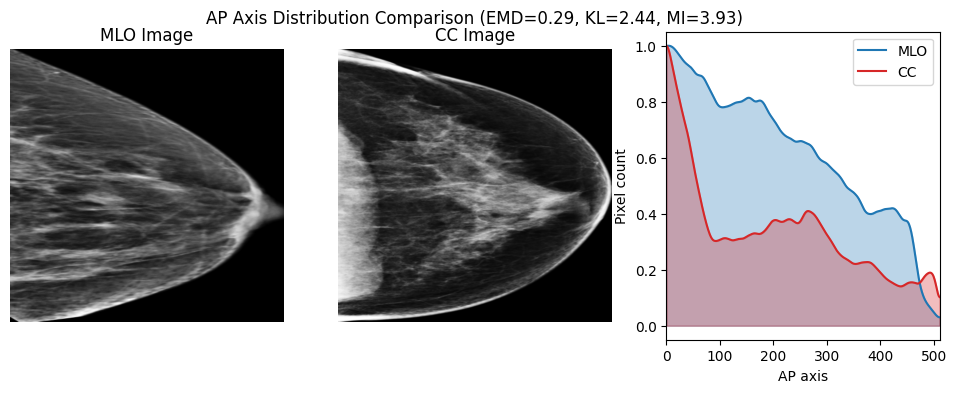 AP Axis Distribution Comparison (EMD=0.29, KL=2.44, MI=3.93)
MLO Image
CC Image
MLO
CC
Pixel count
1.0
0.8
0.6
0.4
0.2
0.0
0 100 200 300 400 500
AP axis